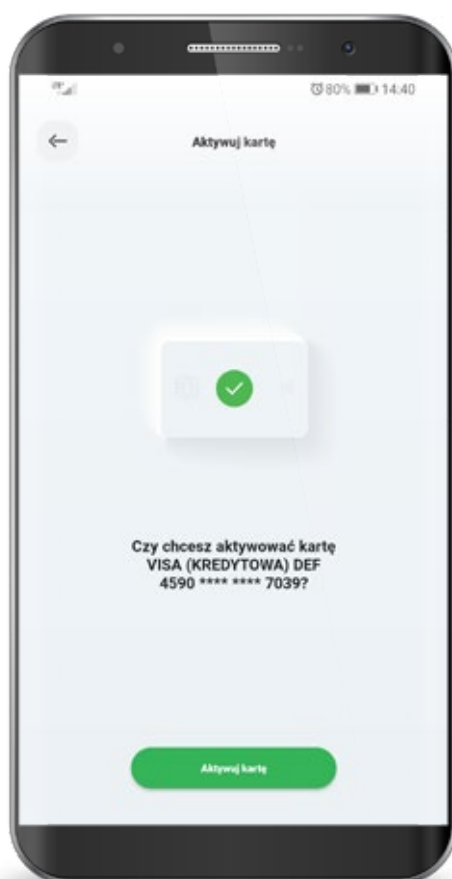 80% 14:40
Aktywuj kartę
Czy chcesz aktywować kartę
VISA (KREDYTOWA) DEF
4590 **** **** 7039?
Aktywuj kartę